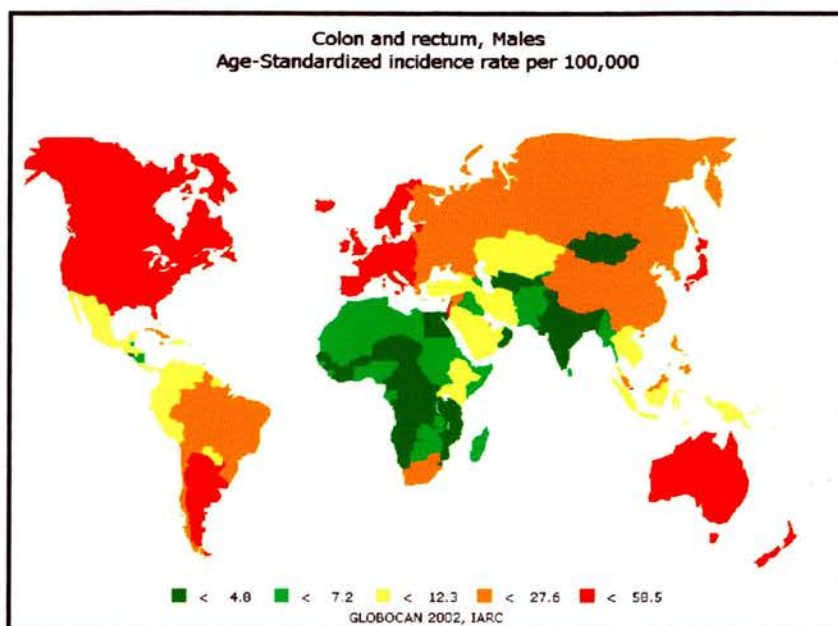 Colon and rectum, Males
Age-Standardized incidence rate per 100,000
< 4.8 < 7.2 < 12.3 < 27.6 < 58.5
GLOBOCAN 2002, IARC